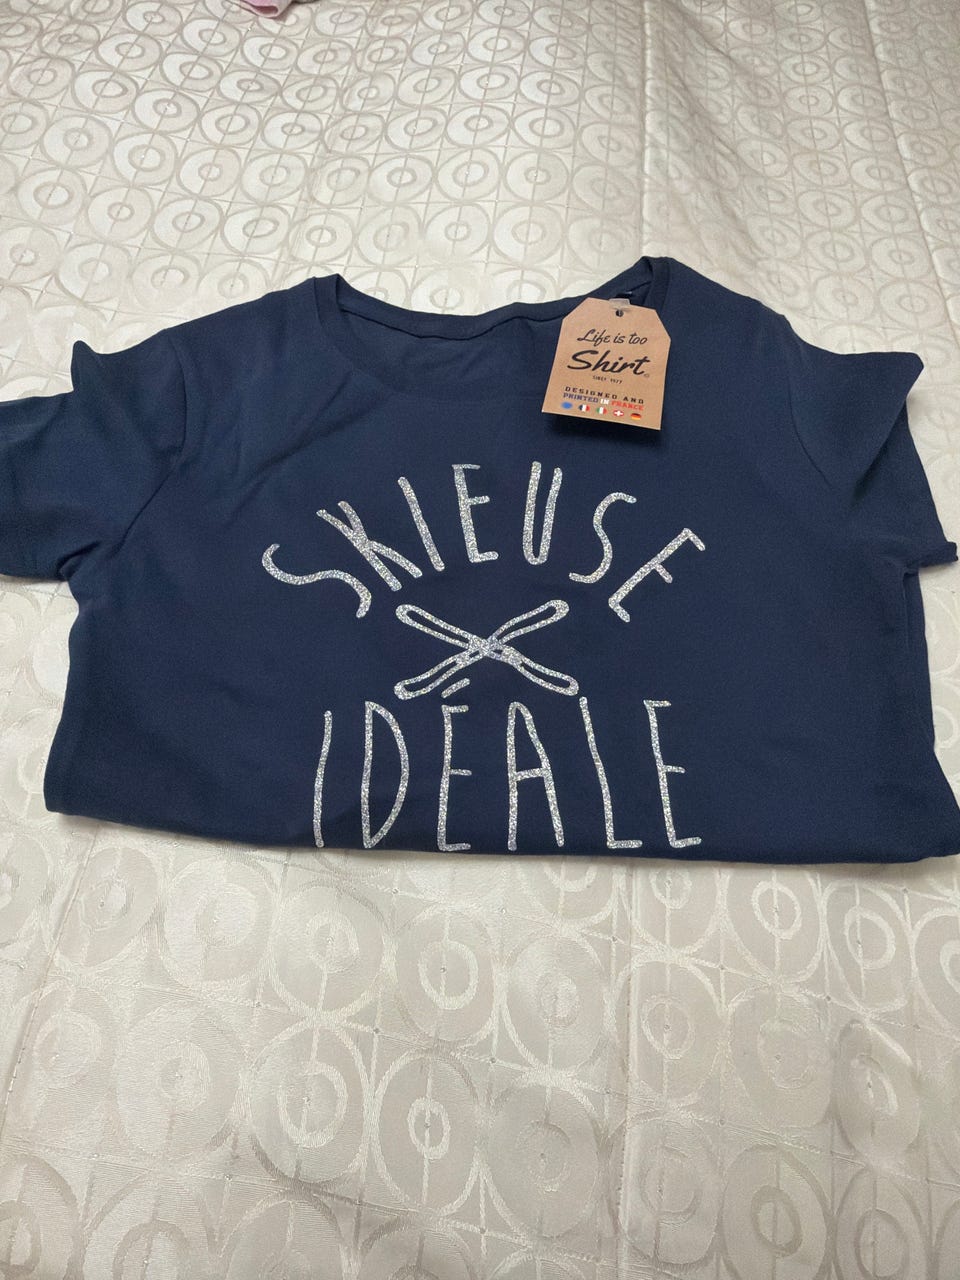 Life is too
Shirt
SINCE 1977
DESIGNED AND
PRINTED IN FRANCE
SKIEUSE
IDÉALE